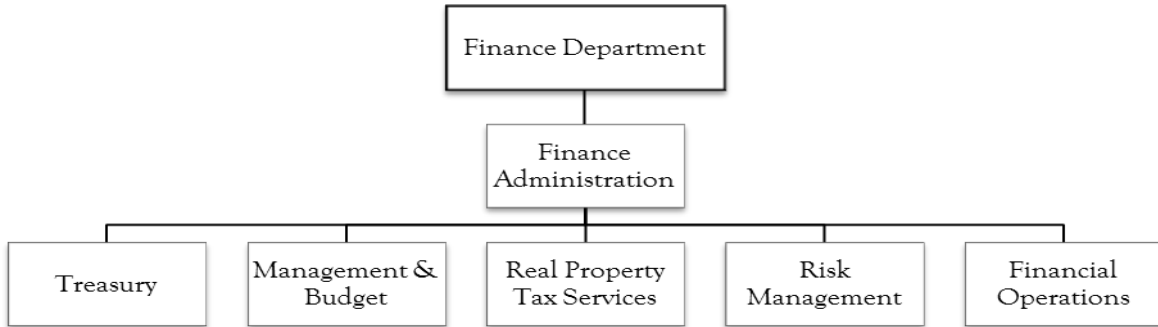 Finance Department
Finance
Administration
Treasury
Management &
Budget
Real Property
Tax Services
Risk
Management
Financial
Operations